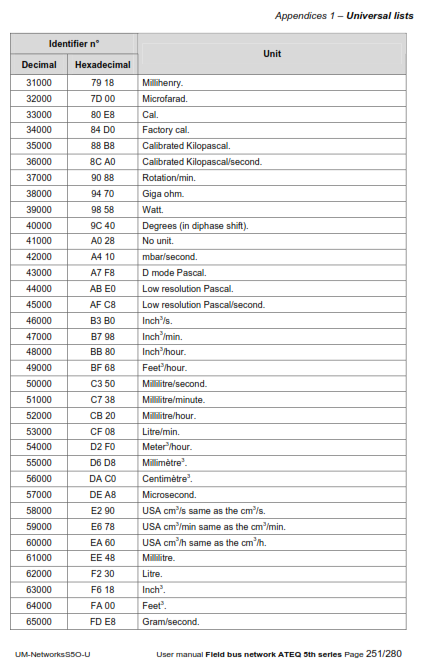 Appendices 1 – Universal lists
Identifier n°
Unit
Decimal Hexadecimal
31000 79 18 Millihenry.
32000 7D 00 Microfarad.
33000 80 E8 Cal.
34000 84 D0 Factory cal.
35000 88 B8 Calibrated Kilopascal.
36000 8C A0 Calibrated Kilopascal/second.
37000 90 88 Rotation/min.
38000 94 70 Giga ohm.
39000 98 58 Watt.
40000 9C 40 Degrees (in diphase shift).
41000 A0 28 No unit.
42000 A4 10 mbar/second.
43000 A7 F8 D mode Pascal.
44000 AB E0 Low resolution Pascal.
45000 AF C8 Low resolution Pascal/second.
46000 B3 B0 Inch³/s.
47000 B7 98 Inch³/min.
48000 BB 80 Inch³/hour.
49000 BF 68 Feet³/hour.
50000 C3 50 Millilitre/second.
51000 C7 38 Millilitre/minute.
52000 CB 20 Millilitre/hour.
53000 CF 08 Litre/min.
54000 D2 F0 Meter³/hour.
55000 D6 D8 Millimètre³.
56000 DA C0 Centimètre³.
57000 DE A8 Microsecond.
58000 E2 90 USA cm³/s same as the cm³/s.
59000 E6 78 USA cm³/min same as the cm³/min.
60000 EA 60 USA cm³/h same as the cm³/h.
61000 EE 48 Millilitre.
62000 F2 30 Litre.
63000 F6 18 Inch³.
64000 FA 00 Feet³.
65000 FD E8 Gram/second.
UM-NetworksS5O-U User manual Field bus network ATEQ 5th series Page 251/280